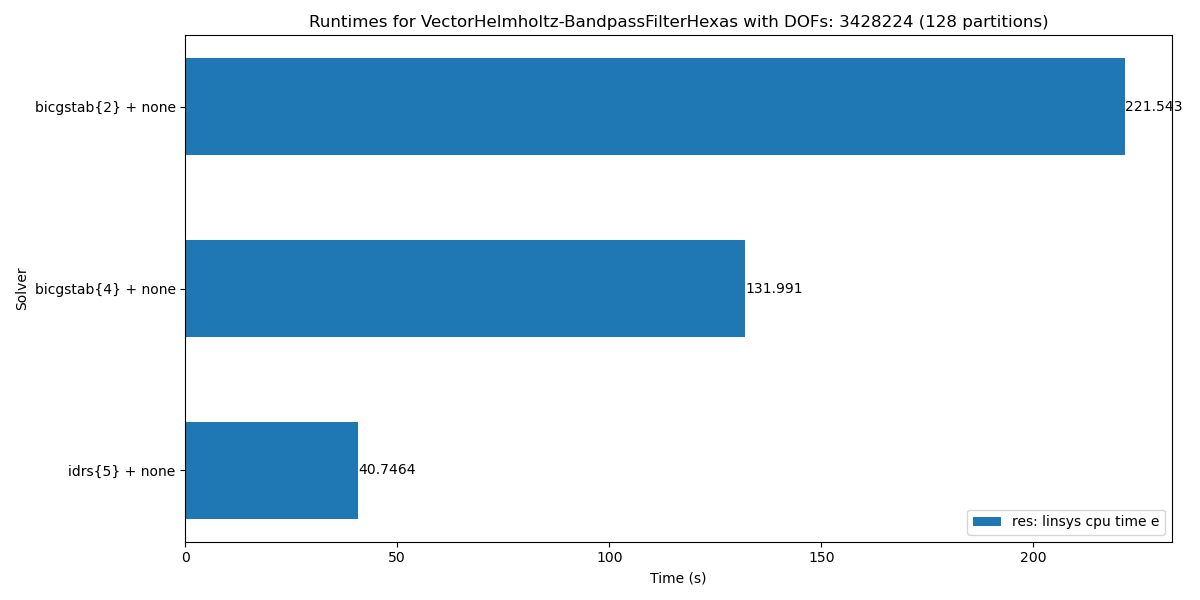 Runtimes for VectorHelmholtz-BandpassFilterHexas with DOFs: 3428224 (128 partitions)
bicgstab{2} + none
221.543
Solver
bicgstab{4} + none
131.991
idrs{5} + none
40.7464
res: linsys cpu time e
0
50
100
150
200
Time (s)